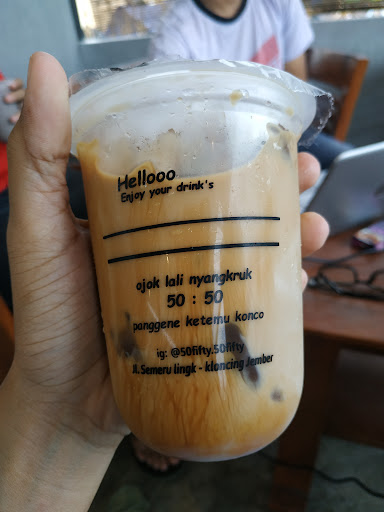 Hellooo
Enjoy your drink's
ojok lali nyangkruk
50 : 50
panggene ketemu konco
ig: @50fifty.50fifty
Jl. Semeru lingk - kloncing Jember